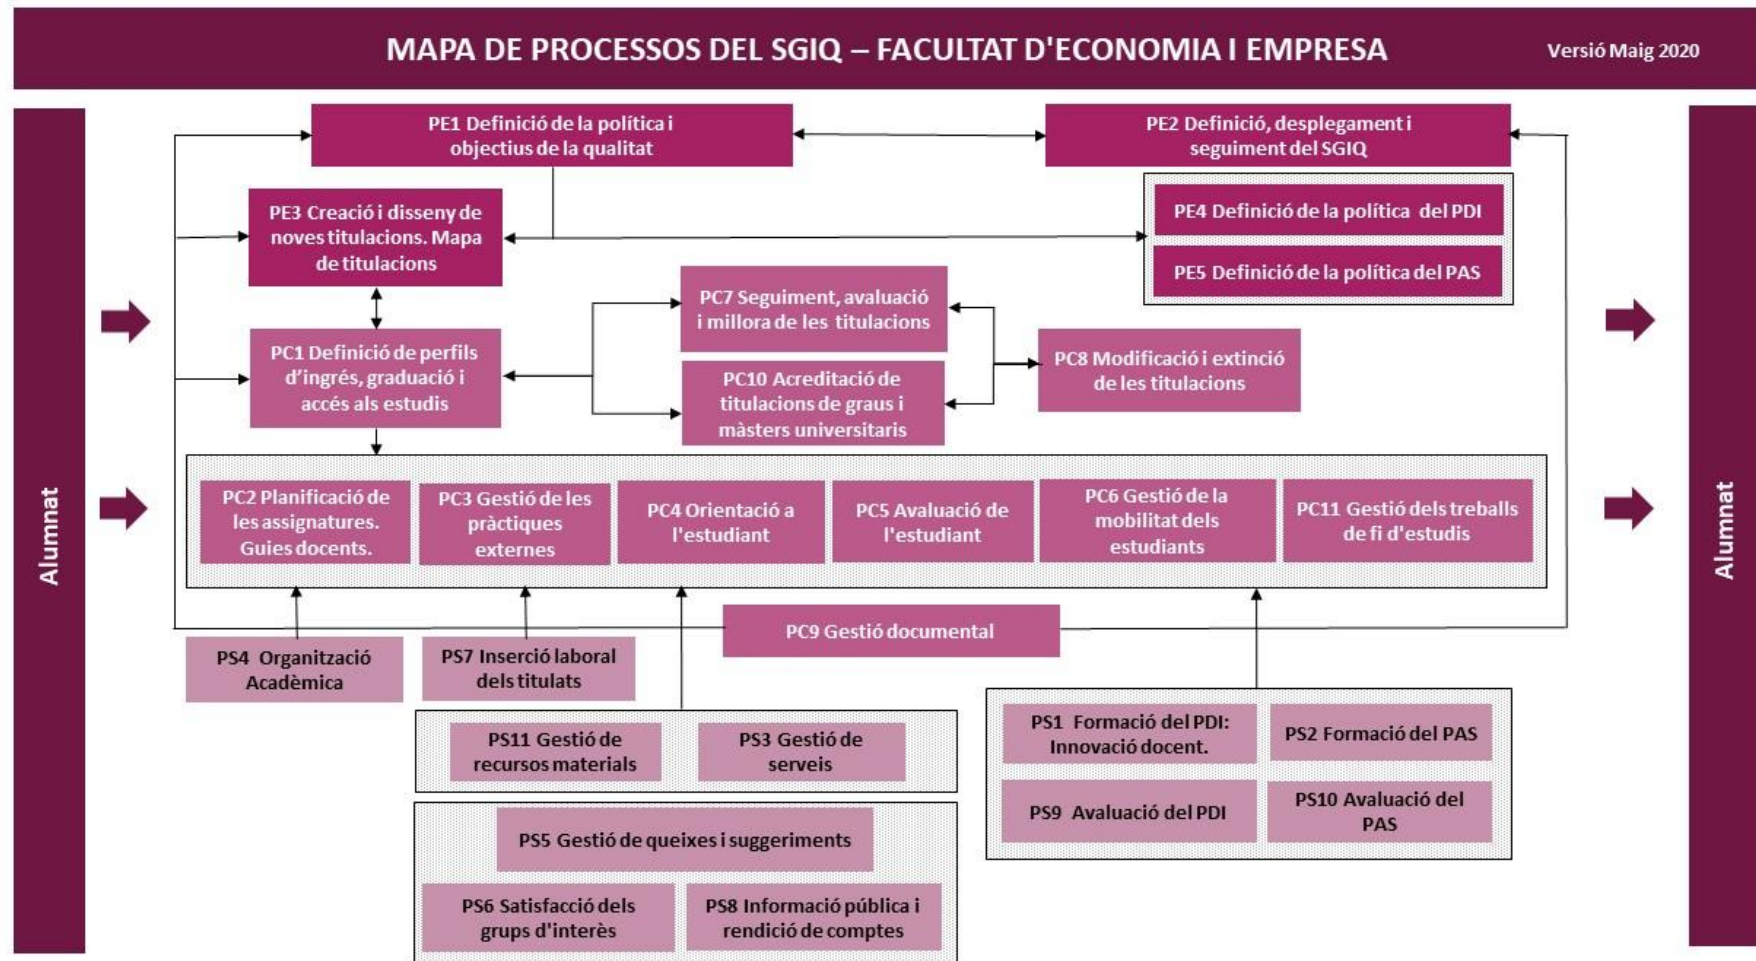 MAPA DE PROCESSOS DEL SGIQ – FACULTAT D'ECONOMIA I EMPRESA
Versió Maig 2020
Alumnat
PE1 Definició de la política i
objectius de la qualitat
PE2 Definició, desplegament i
seguiment del SGIQ
PE3 Creació i disseny de
noves titulacions. Mapa
de titulacions
PE4 Definició de la política del PDI
PE5 Definició de la política del PAS
PC7 Seguiment, avaluació
i millora de les titulacions
PC1 Definició de perfils
d’ingrés, graduació i
accés als estudis
PC10 Acreditació de
titulacions de graus i
màsters universitaris
PC8 Modificació i extinció
de les titulacions
PC2 Planificació de
les assignatures.
Guies docents.
PC3 Gestió de les
pràctiques
externes
PC4 Orientació a
l'estudiant
PC5 Avaluació de
l'estudiant
PC6 Gestió de la
mobilitat dels
estudiants
PC11 Gestió dels treballs
de fi d'estudis
PC9 Gestió documental
PS4 Organització
Acadèmica
PS7 Inserció laboral
dels titulats
PS11 Gestió de
recursos materials
PS3 Gestió de
serveis
PS1 Formació del PDI:
Innovació docent.
PS2 Formació del PAS
PS9 Avaluació del PDI
PS10 Avaluació del
PAS
PS5 Gestió de queixes i suggeriments
PS6 Satisfacció dels
grups d'interès
PS8 Informació pública i
rendició de comptes
Alumnat